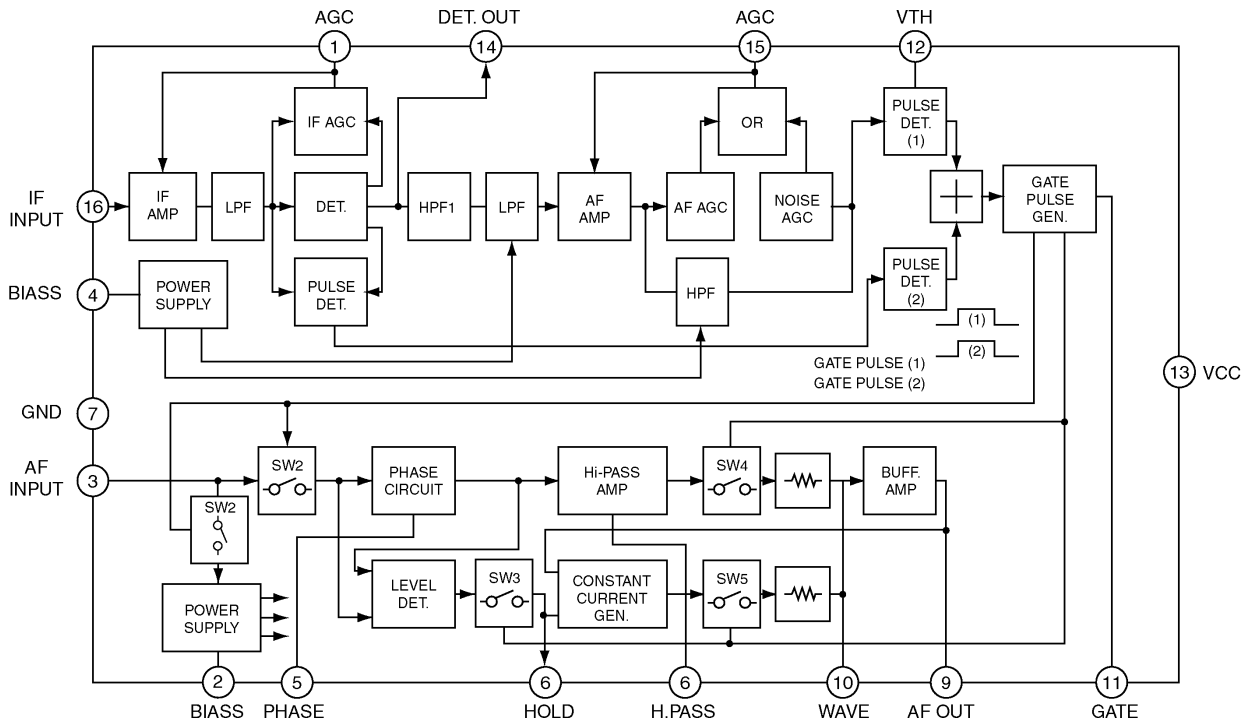 AGC
DET. OUT
AGC
VTH
1
14
15
12
IF AGC
OR
PULSE
DET.
(1)
IF
INPUT
16
IF
AMP
LPF
DET.
HPF1
LPF
AF
AMP
AF AGC
NOISE
AGC
GATE
PULSE
GEN.
BIASS
4
POWER
SUPPLY
PULSE
DET.
HPF
PULSE
DET.
(2)
(1)
(2)
GATE PULSE (1)
GATE PULSE (2)
13
VCC
GND
7
AF
INPUT
3
SW2
PHASE
CIRCUIT
Hi-PASS
AMP
SW4
BUFF.
AMP
SW2
LEVEL
DET.
SW3
CONSTANT
CURRENT
GEN.
SW5
POWER
SUPPLY
2
5
6
6
10
9
11
BIASS
PHASE
HOLD
H.PASS
WAVE
AF OUT
GATE